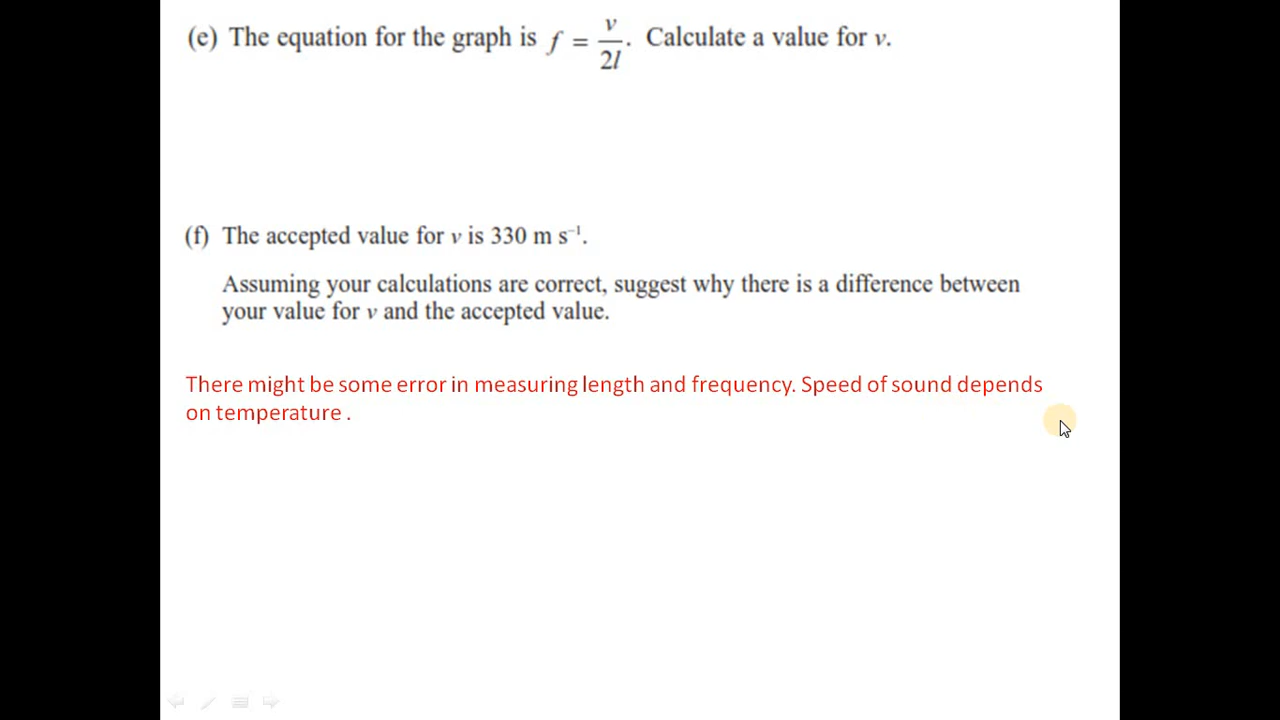 (e) The equation for the graph is f = v/2l. Calculate a value for v.
(f) The accepted value for v is 330 m s⁻¹.
Assuming your calculations are correct, suggest why there is a difference between
your value for v and the accepted value.
There might be some error in measuring length and frequency. Speed of sound depends
on temperature .